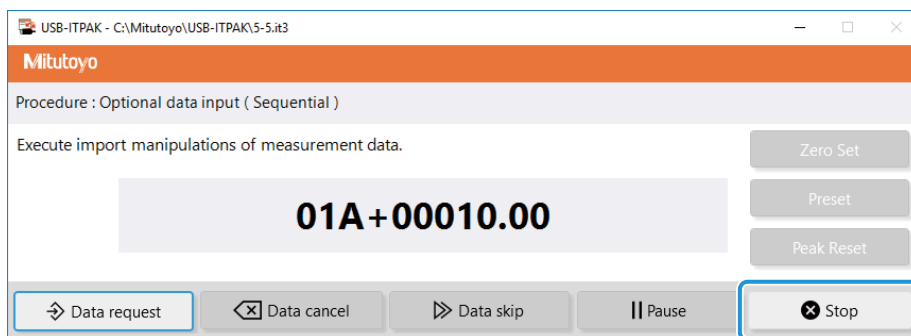 USB-ITPAK - C:\Mitutoyo\USB-ITPAK\5-5.it3
Mitutoyo
Procedure : Optional data input ( Sequential )
Execute import manipulations of measurement data.
Zero Set
01A+00010.00
Preset
Peak Reset
Data request
Data cancel
Data skip
Pause
Stop